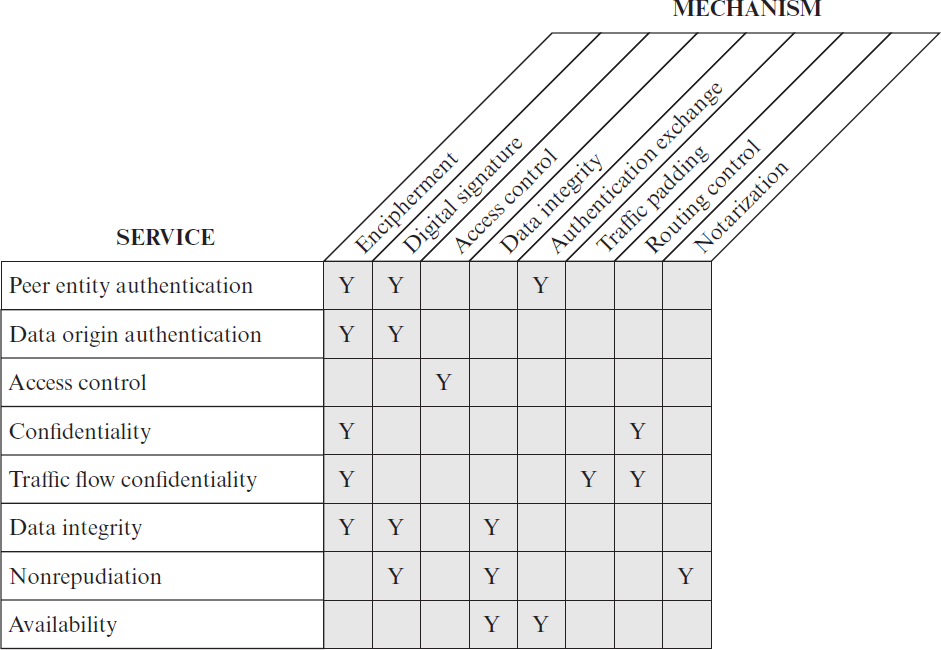 MECHANISM
Encipherment
Digital signature
Access control
Data integrity
Authentication exchange
Traffic padding
Routing control
Notarization
SERVICE
Peer entity authentication Y Y Y
Data origin authentication Y Y
Access control Y
Confidentiality Y Y
Traffic flow confidentiality Y Y Y
Data integrity Y Y Y
Nonrepudiation Y Y Y
Availability Y Y